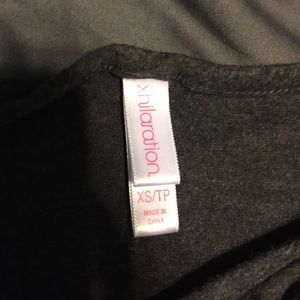 xhilaration.
XS/TP
MADE IN
CHINA